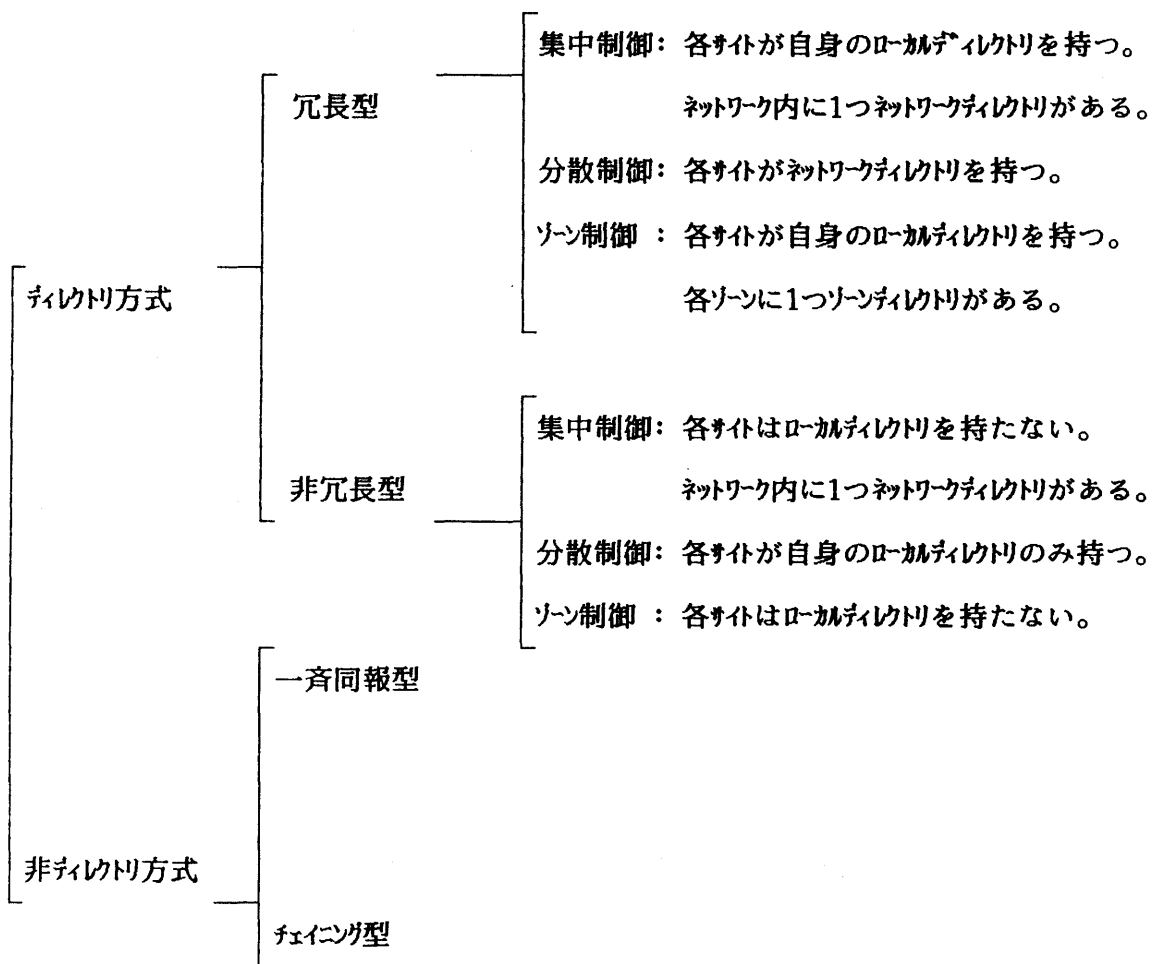 集中制御: 各サイトが自身のローカルディレクトリを持つ。
冗長型
ネットワーク内に1つネットワークディレクトリがある。
分散制御: 各サイトがネットワークディレクトリを持つ。
ゾーン制御 : 各サイトが自身のローカルディレクトリを持つ。
ディレクトリ方式
各ゾーンに1つゾーンディレクトリがある。
集中制御: 各サイトはローカルディレクトリを持たない。
非冗長型
ネットワーク内に1つネットワークディレクトリがある。
分散制御: 各サイトが自身のローカルディレクトリのみ持つ。
ゾーン制御 : 各サイトはローカルディレクトリを持たない。
一斉同報型
非ディレクトリ方式
チェイニング型